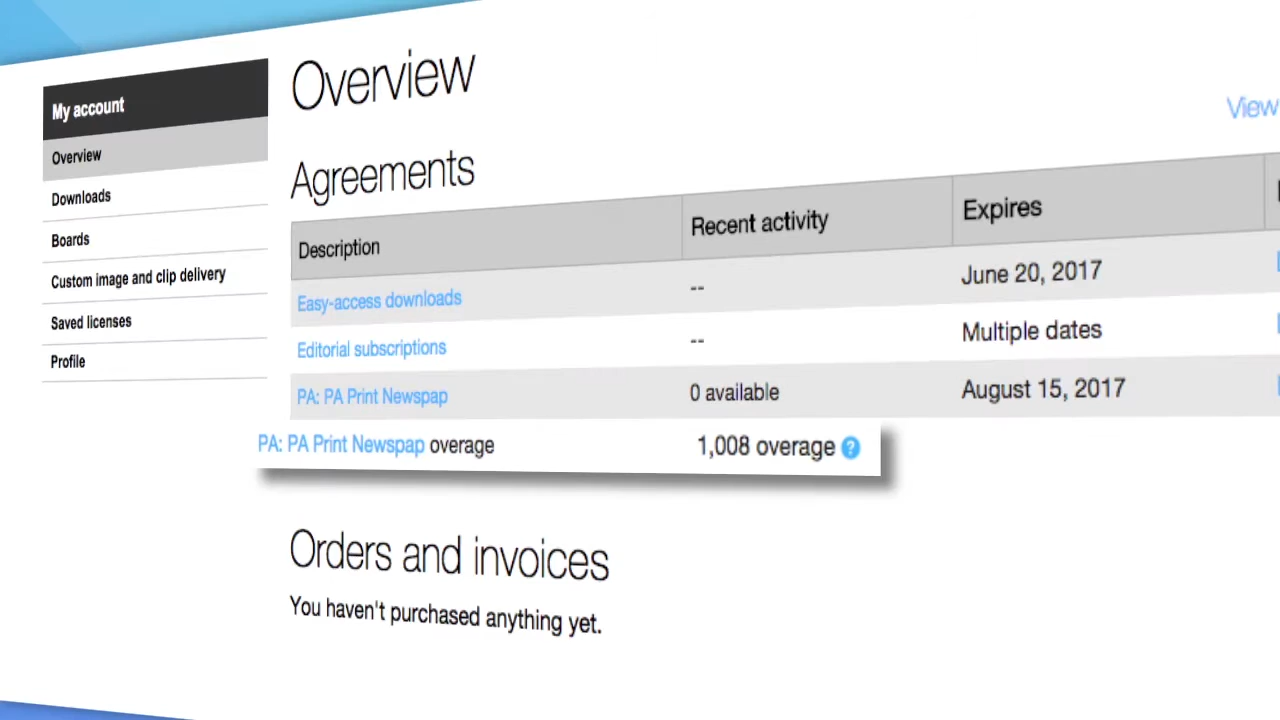 My account
Overview
Downloads
Boards
Custom image and clip delivery
Saved licenses
Profile
Overview
View
Agreements
Description Recent activity Expires
Easy-access downloads -- June 20, 2017
Editorial subscriptions -- Multiple dates
PA: PA Print Newspap 0 available August 15, 2017
PA: PA Print Newspap overage 1,008 overage ?
Orders and invoices
You haven't purchased anything yet.